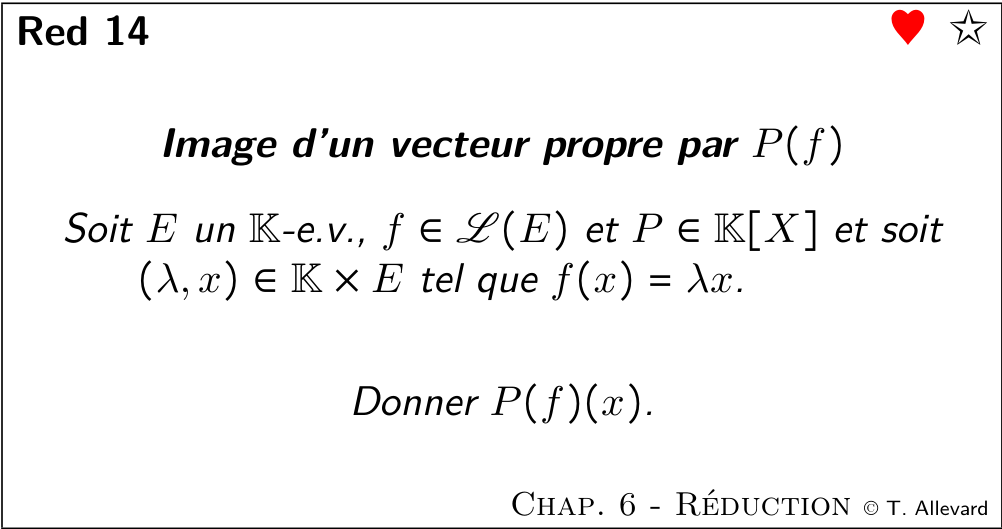 Red 14
Image d'un vecteur propre par P(f)
Soit E un 𝕂-e.v., f ∈ ℒ(E) et P ∈ 𝕂[X] et soit
(λ, x) ∈ 𝕂 × E tel que f(x) = λx.
Donner P(f)(x).
CHAP. 6 - RÉDUCTION © T. Allevard